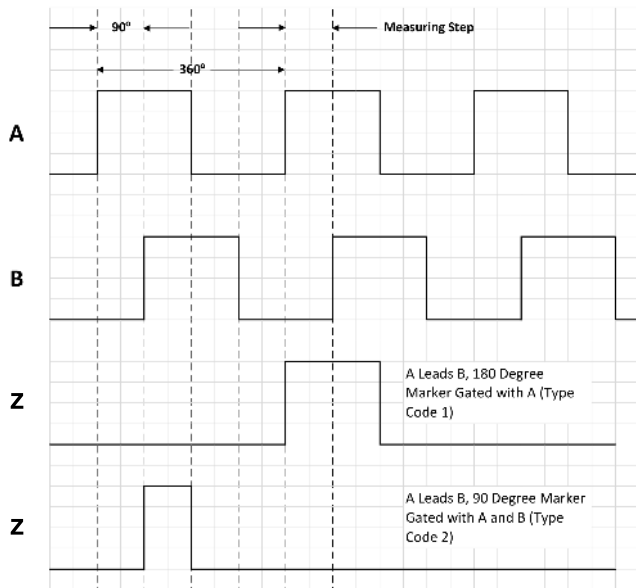 90°
Measuring Step
360°
A
B
Z
A Leads B, 180 Degree
Marker Gated with A (Type
Code 1)
Z
A Leads B, 90 Degree Marker
Gated with A and B (Type
Code 2)